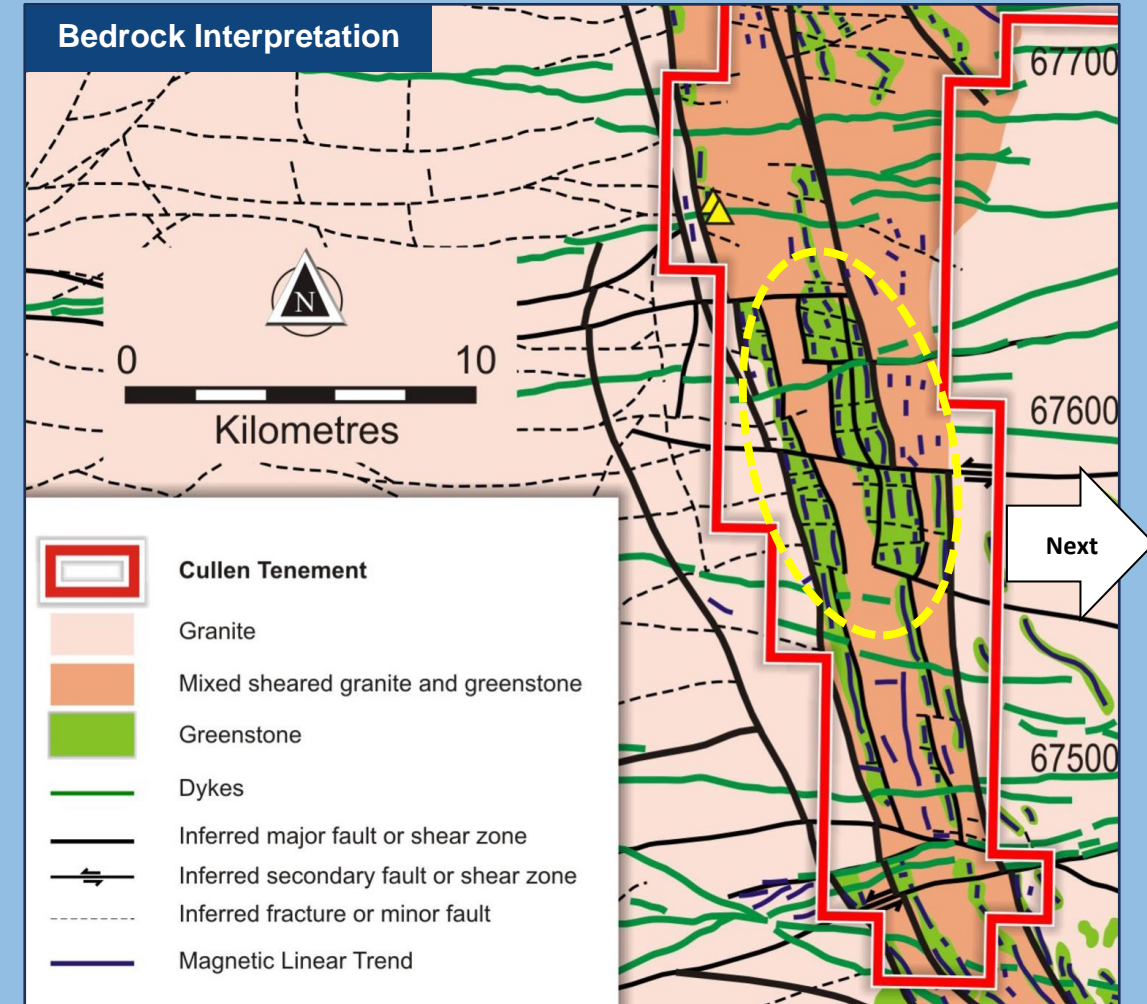 Bedrock Interpretation
67700
N
0 10
Kilometres
67600
Next
Cullen Tenement
Granite
Mixed sheared granite and greenstone
Greenstone
67500
Dykes
Inferred major fault or shear zone
Inferred secondary fault or shear zone
Inferred fracture or minor fault
Magnetic Linear Trend